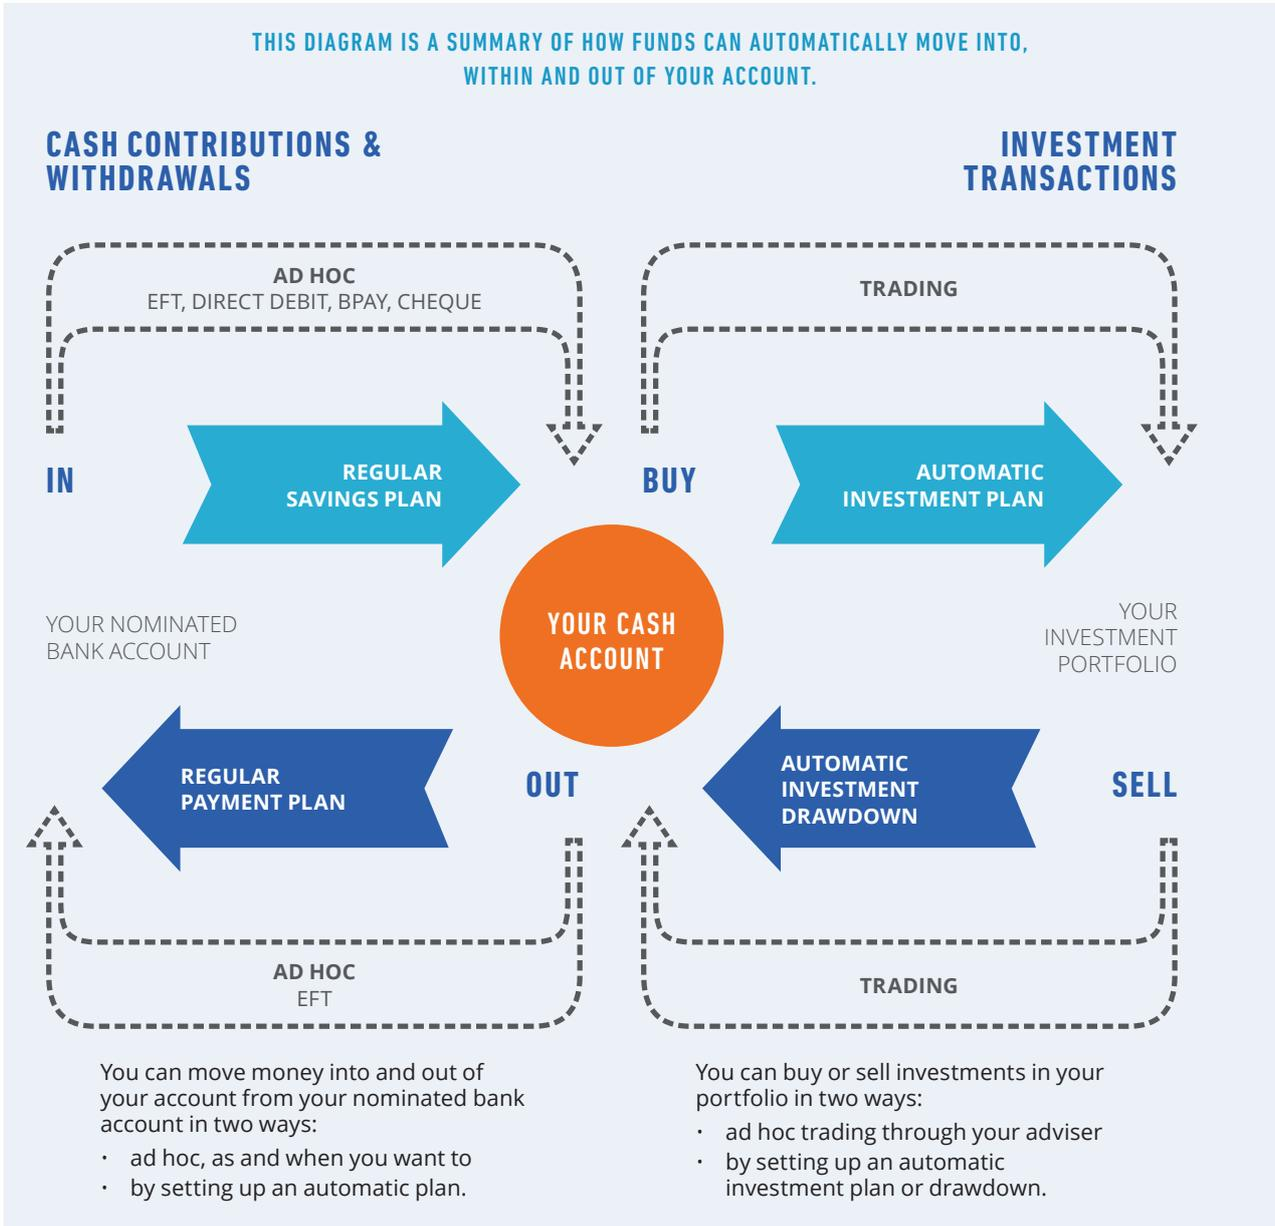 THIS DIAGRAM IS A SUMMARY OF HOW FUNDS CAN AUTOMATICALLY MOVE INTO,
WITHIN AND OUT OF YOUR ACCOUNT.
CASH CONTRIBUTIONS &
WITHDRAWALS
INVESTMENT
TRANSACTIONS
AD HOC
EFT, DIRECT DEBIT, BPAY, CHEQUE
TRADING
IN
REGULAR
SAVINGS PLAN
BUY
AUTOMATIC
INVESTMENT PLAN
YOUR NOMINATED
BANK ACCOUNT
YOUR CASH
ACCOUNT
YOUR
INVESTMENT
PORTFOLIO
REGULAR
PAYMENT PLAN
OUT
AUTOMATIC
INVESTMENT
DRAWDOWN
SELL
AD HOC
EFT
TRADING
You can move money into and out of
your account from your nominated bank
account in two ways:
• ad hoc, as and when you want to
• by setting up an automatic plan.
You can buy or sell investments in your
portfolio in two ways:
• ad hoc trading through your adviser
• by setting up an automatic
investment plan or drawdown.